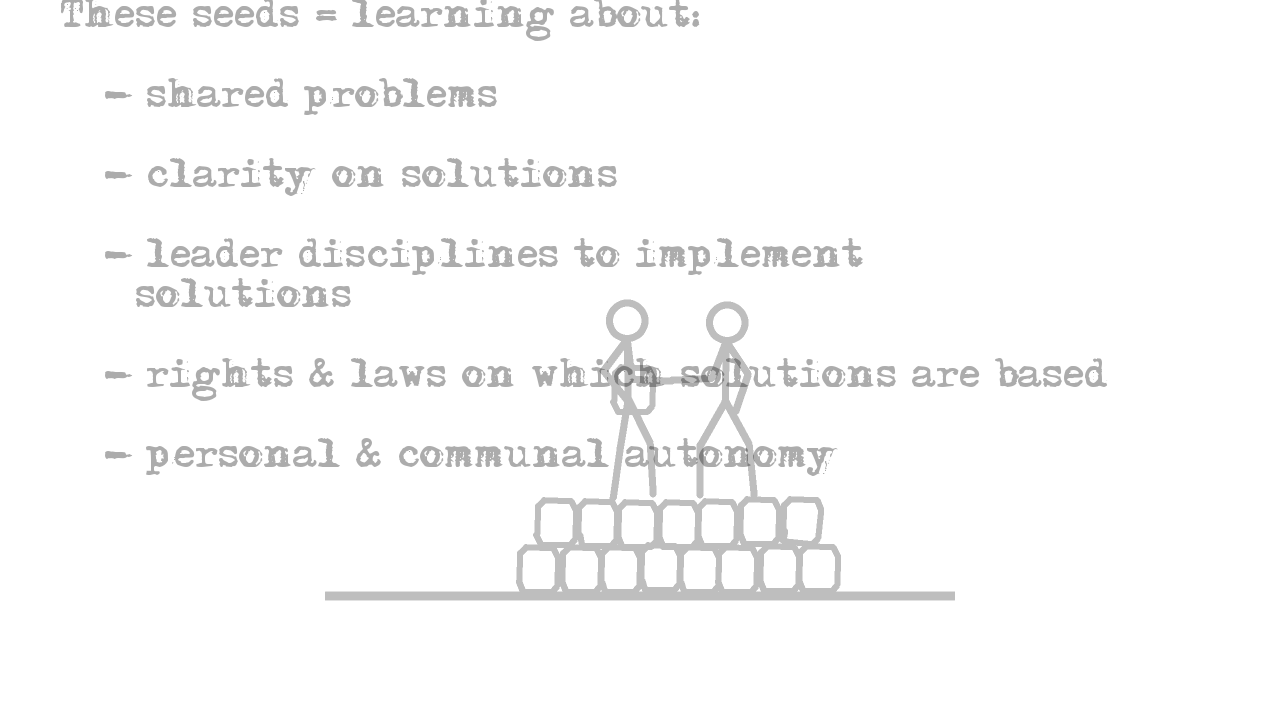 These seeds = learning about:
- shared problems
- clarity on solutions
- leader disciplines to implement
solutions
- rights & laws on which solutions are based
- personal & communal autonomy